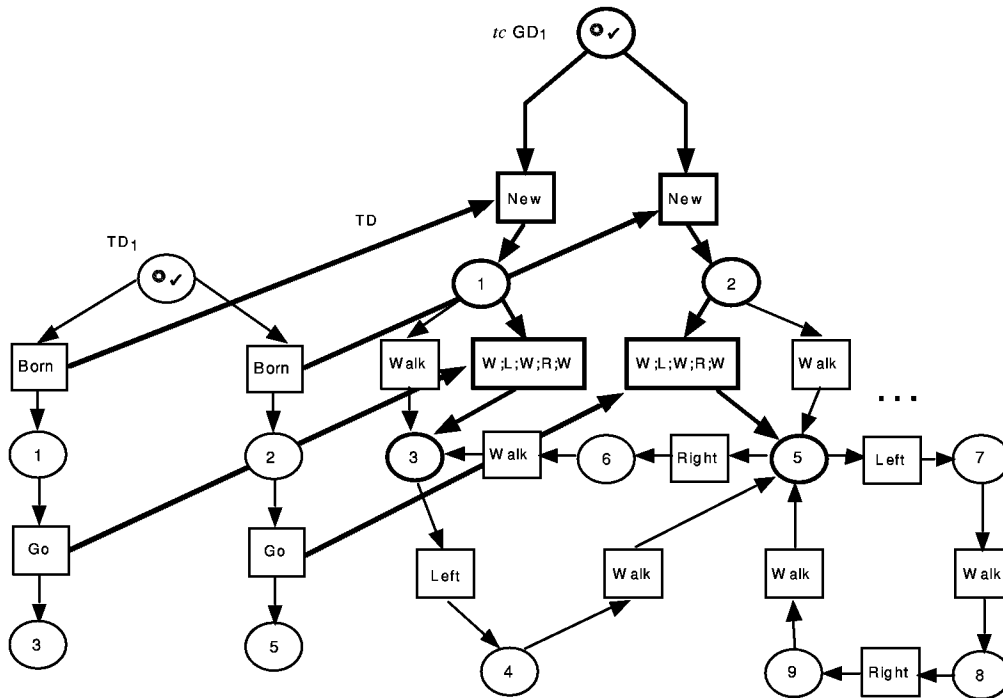 tc GD1
New New
TD
TD1
1 2
Born Born Walk W;L;W;R;W W;L;W;R;W Walk
...
1 2 3 Walk 6 Right 5 Left 7
Go Go Left Walk Walk Walk
3 5 4 9 Right 8